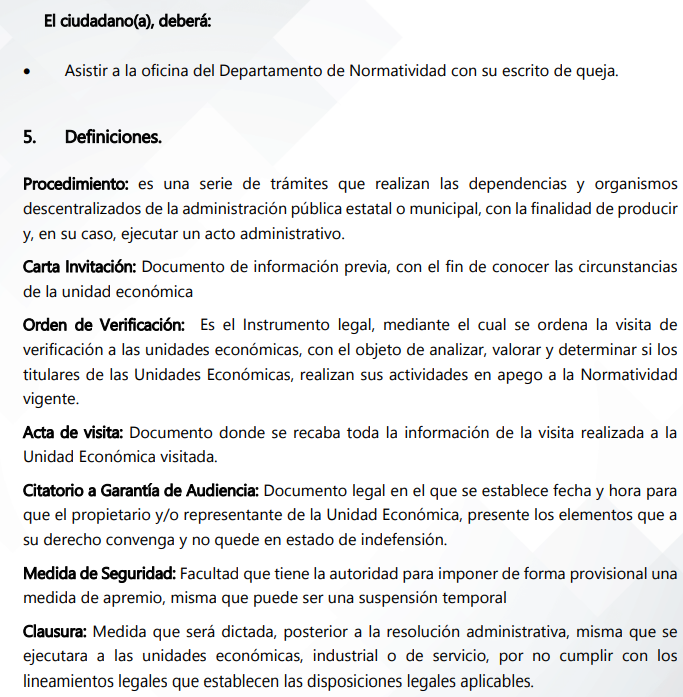 El ciudadano(a), deberá:
• Asistir a la oficina del Departamento de Normatividad con su escrito de queja.
5. Definiciones.
Procedimiento: es una serie de trámites que realizan las dependencias y organismos
descentralizados de la administración pública estatal o municipal, con la finalidad de producir
y, en su caso, ejecutar un acto administrativo.
Carta Invitación: Documento de información previa, con el fin de conocer las circunstancias
de la unidad económica
Orden de Verificación: Es el Instrumento legal, mediante el cual se ordena la visita de
verificación a las unidades económicas, con el objeto de analizar, valorar y determinar si los
titulares de las Unidades Económicas, realizan sus actividades en apego a la Normatividad
vigente.
Acta de visita: Documento donde se recaba toda la información de la visita realizada a la
Unidad Económica visitada.
Citatorio a Garantía de Audiencia: Documento legal en el que se establece fecha y hora para
que el propietario y/o representante de la Unidad Económica, presente los elementos que a
su derecho convenga y no quede en estado de indefensión.
Medida de Seguridad: Facultad que tiene la autoridad para imponer de forma provisional una
medida de apremio, misma que puede ser una suspensión temporal
Clausura: Medida que será dictada, posterior a la resolución administrativa, misma que se
ejecutara a las unidades económicas, industrial o de servicio, por no cumplir con los
lineamientos legales que establecen las disposiciones legales aplicables.